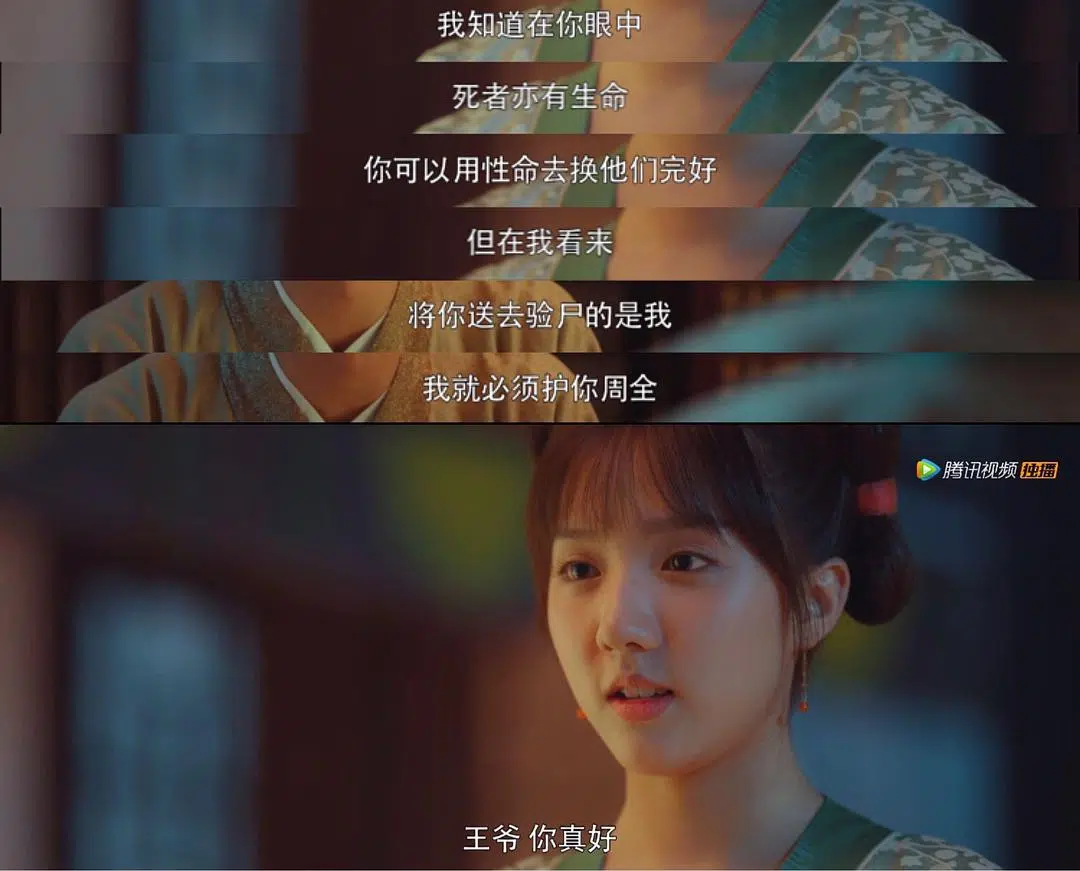 我知道在你眼中
死者亦有生命
你可以用性命去换他们完好
但在我看来
将你送去验尸的是我
我就必须护你周全
腾讯视频 独播
王爷 你真好